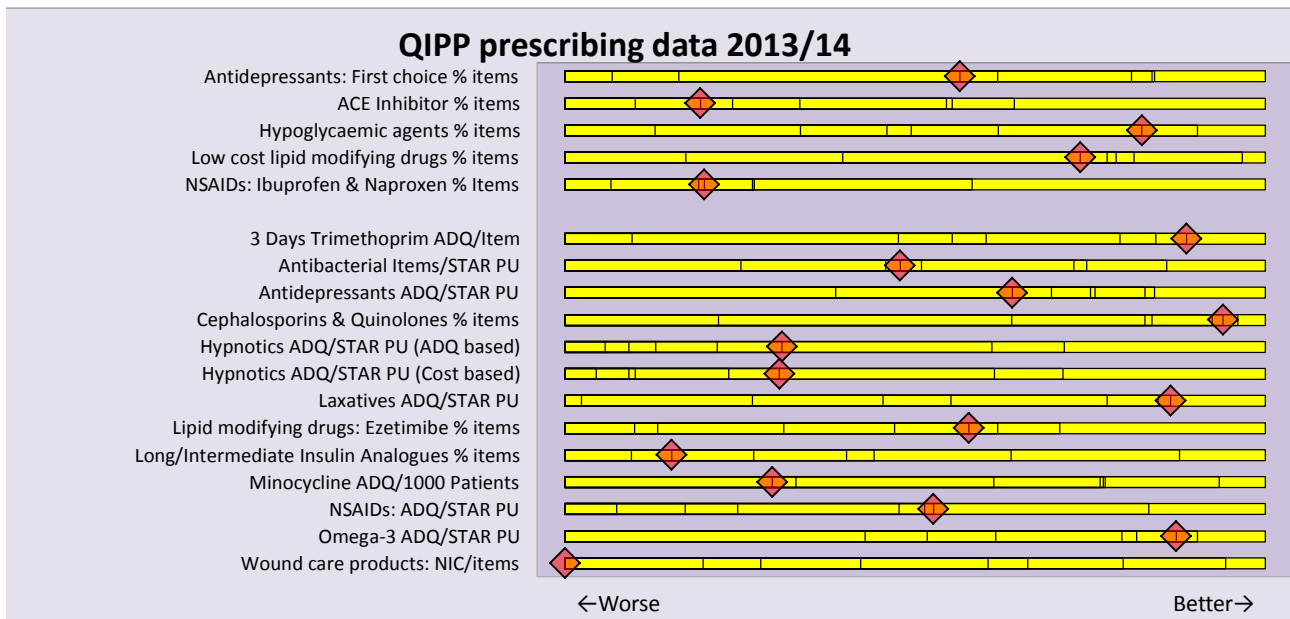 QIPP prescribing data 2013/14
Antidepressants: First choice % items
ACE Inhibitor % items
Hypoglycaemic agents % items
Low cost lipid modifying drugs % items
NSAIDs: Ibuprofen & Naproxen % Items
3 Days Trimethoprim ADQ/Item
Antibacterial Items/STAR PU
Antidepressants ADQ/STAR PU
Cephalosporins & Quinolones % items
Hypnotics ADQ/STAR PU (ADQ based)
Hypnotics ADQ/STAR PU (Cost based)
Laxatives ADQ/STAR PU
Lipid modifying drugs: Ezetimibe % items
Long/Intermediate Insulin Analogues % items
Minocycline ADQ/1000 Patients
NSAIDs: ADQ/STAR PU
Omega-3 ADQ/STAR PU
Wound care products: NIC/items
←Worse Better→